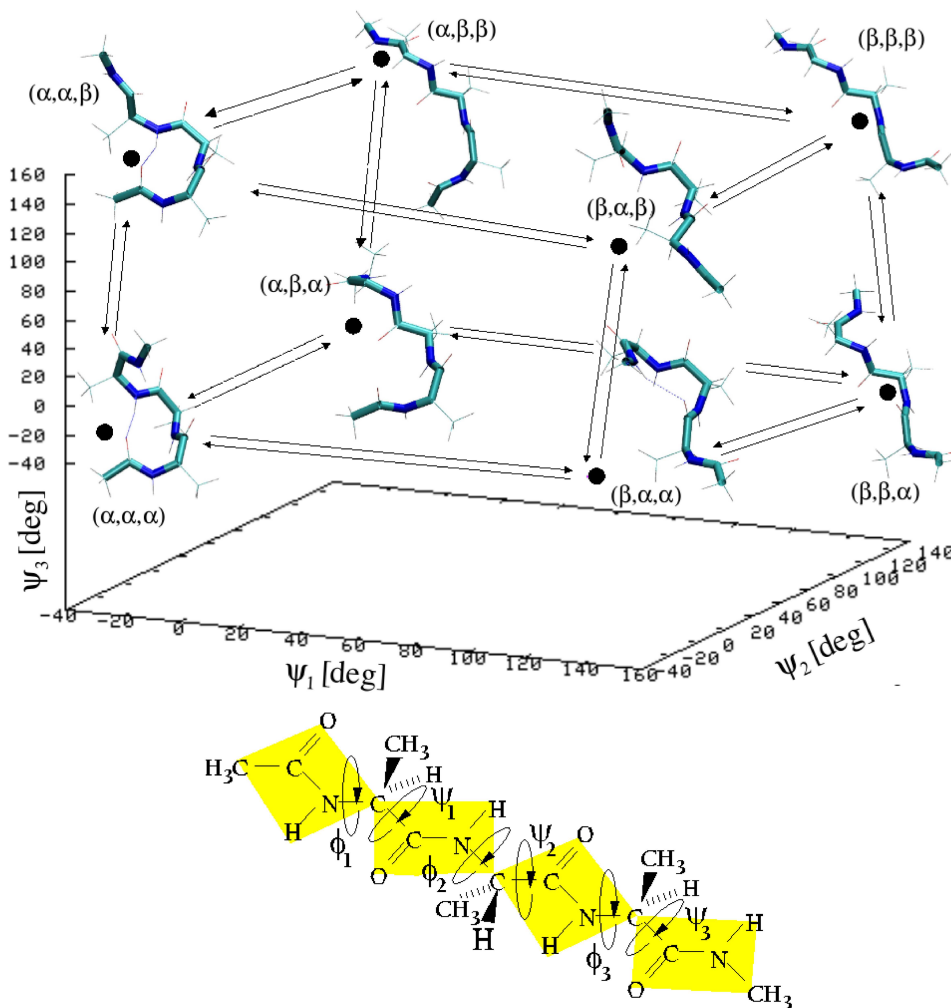 (α,β,β)
(β,β,β)
(α,α,β)
160
140
120
100
80
60
40
20
0
-20
-40
(β,α,β)
(α,β,α)
(α,α,α)
(β,α,α)
(β,β,α)
ψ3 [deg]
-40 -20 0 20 40 60 80 100 120 140 160
ψ1 [deg]
-40 -20 0 20 40 60 80 100 120 140
ψ2 [deg]
O
CH3
H3C C H
N C ψ1 H
H C N ψ2 O
ϕ1 O ϕ2 C C CH3
CH3 N C H
H H ψ3 H
ϕ3 C N
O CH3